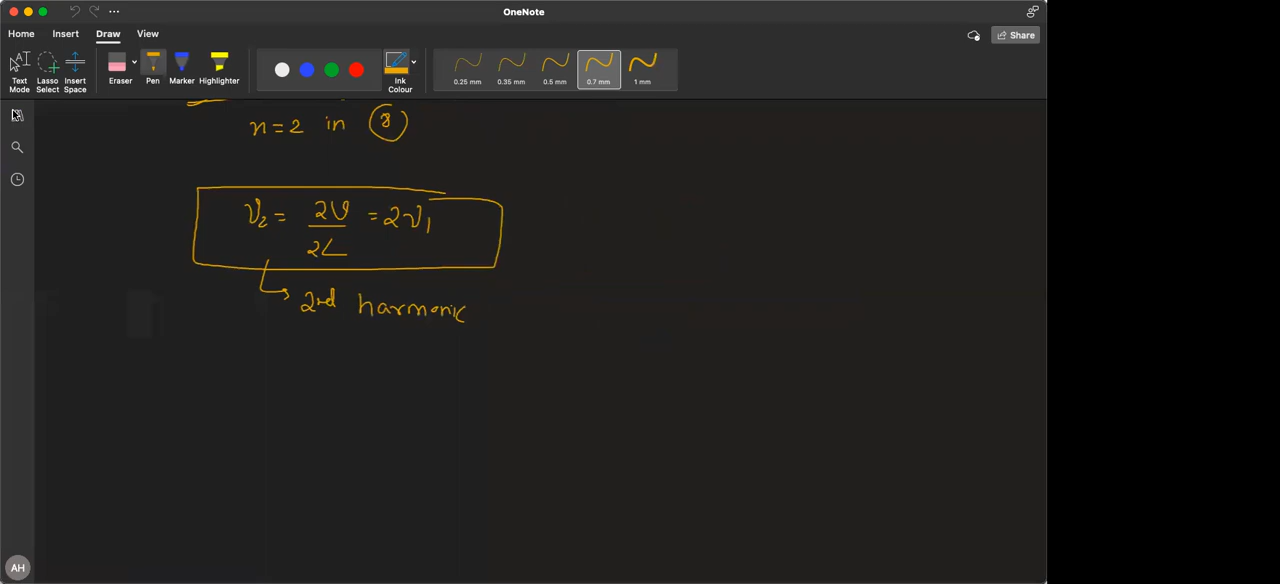 OneNote
Home Insert Draw View
Share
Text Mode
Lasso Select
Insert Space
Eraser
Pen
Marker
Highlighter
Ink Colour
0.25 mm
0.35 mm
0.5 mm
0.7 mm
1 mm
n=2 in ⑧
ν₂ = 2v/2L = 2ν₁
2nd harmonic
AH